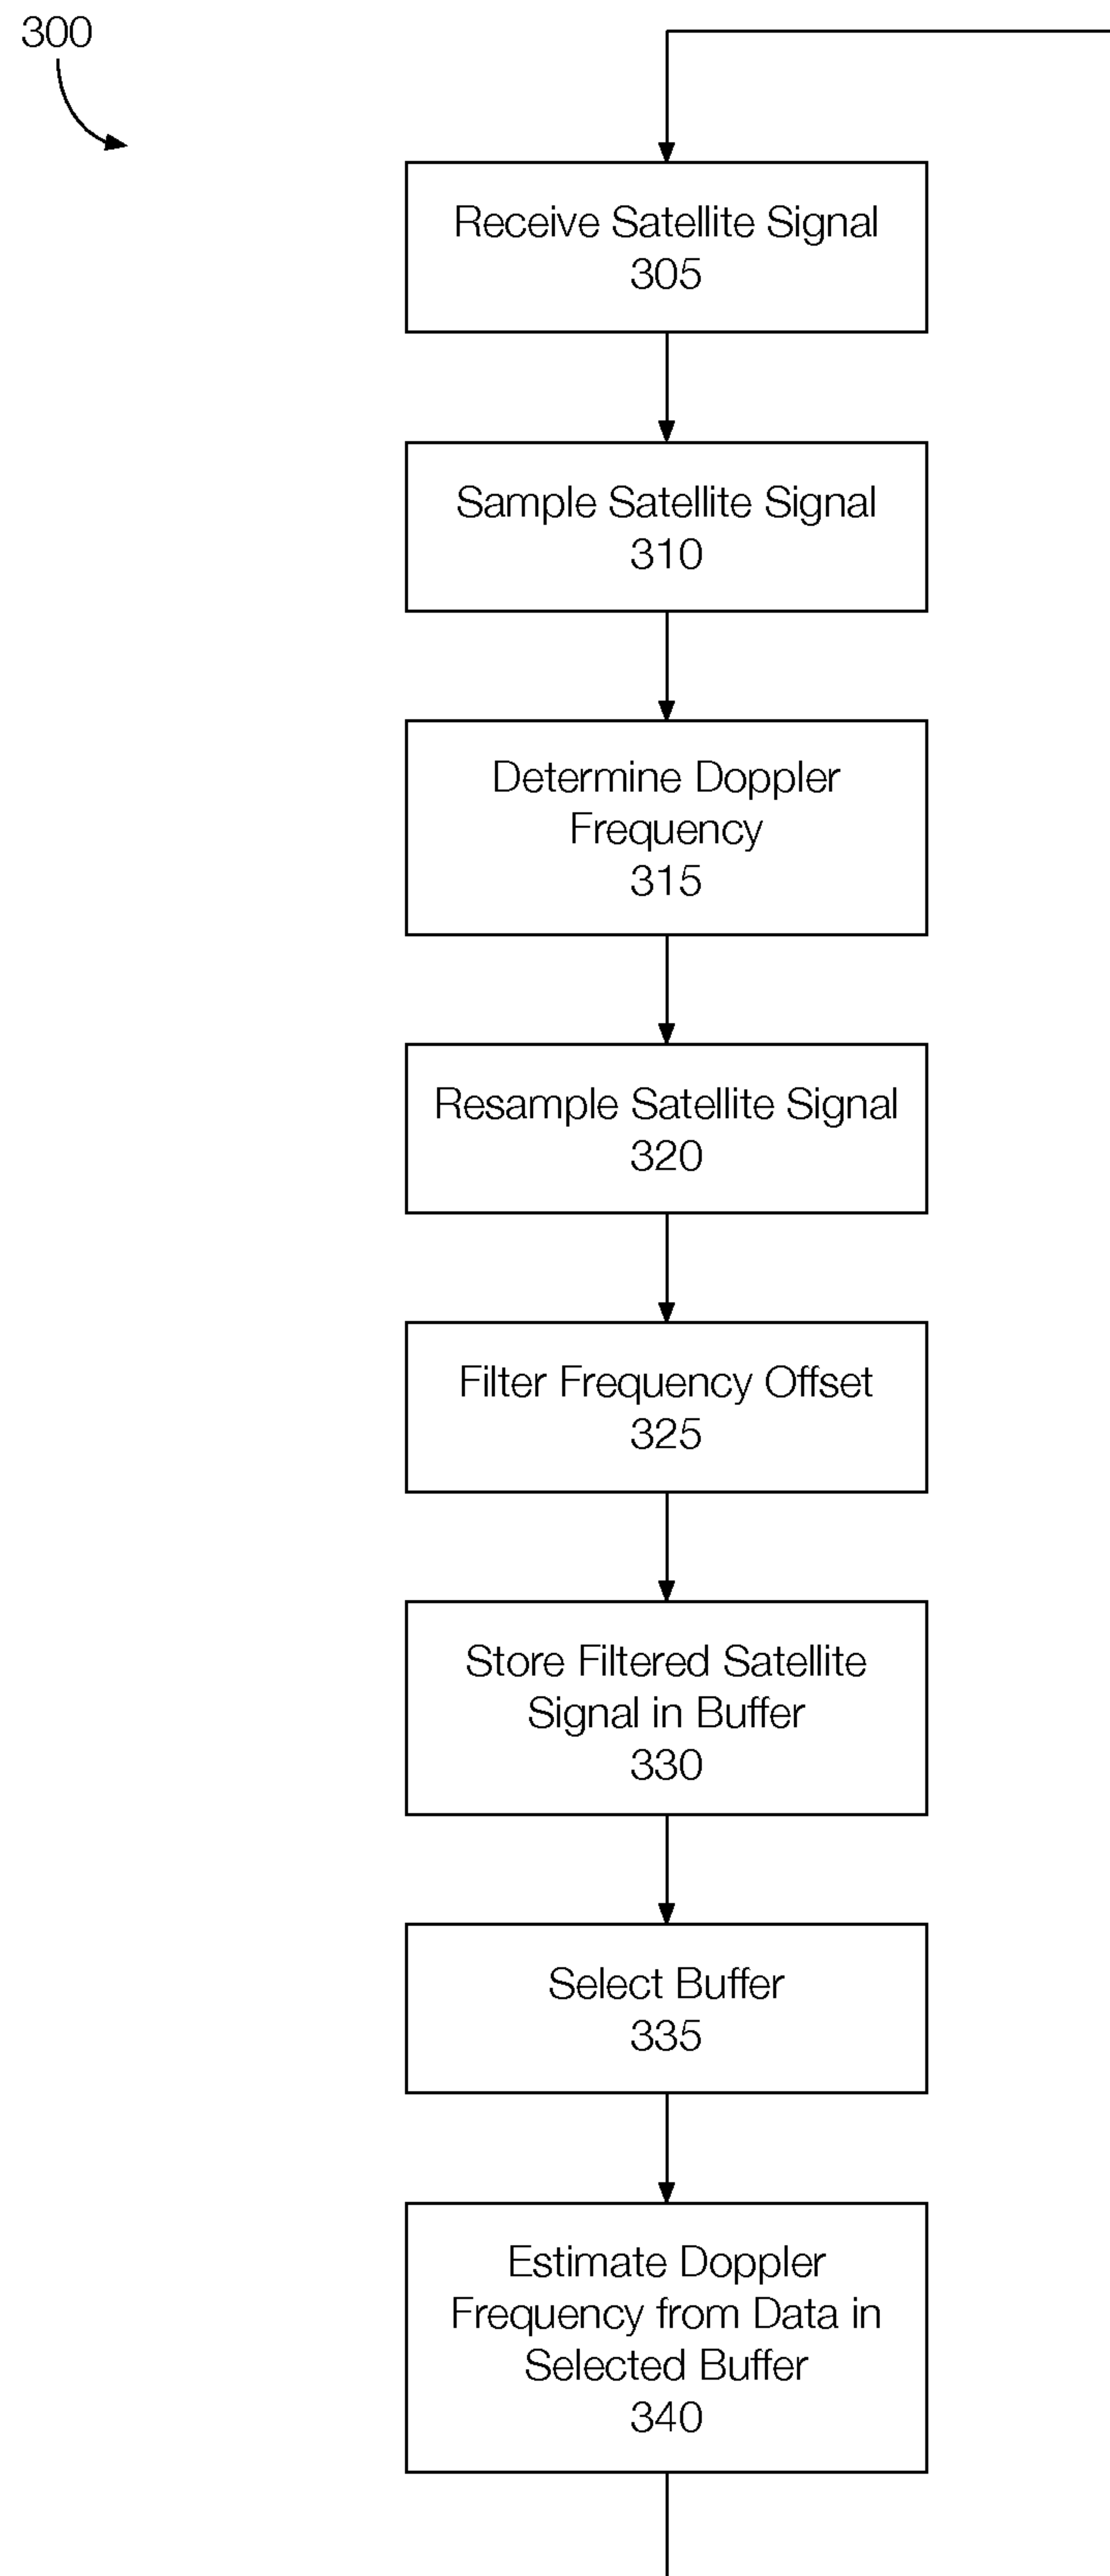 300
Receive Satellite Signal
305
Sample Satellite Signal
310
Determine Doppler
Frequency
315
Resample Satellite Signal
320
Filter Frequency Offset
325
Store Filtered Satellite
Signal in Buffer
330
Select Buffer
335
Estimate Doppler
Frequency from Data in
Selected Buffer
340